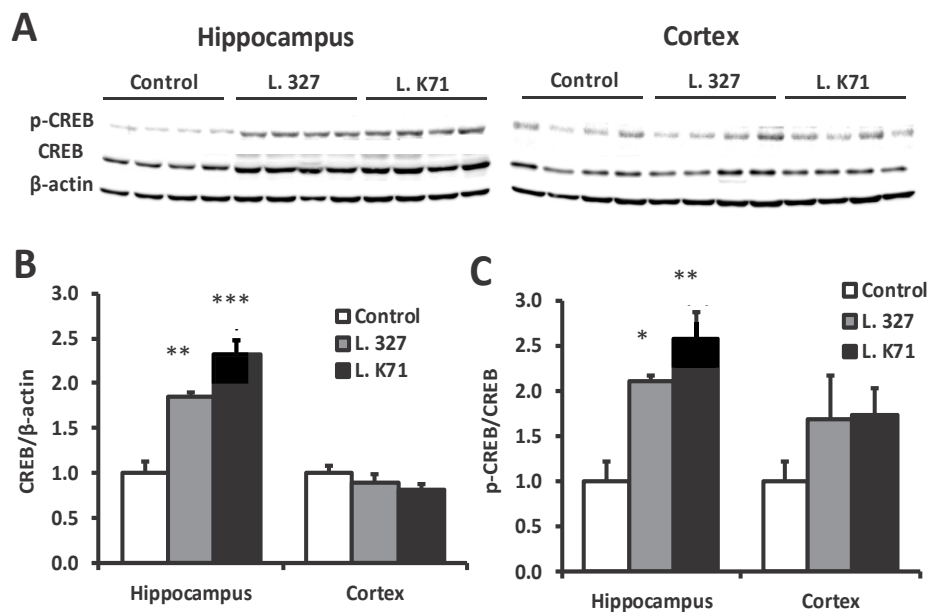 A
Hippocampus
Cortex
Control L. 327 L. K71
Control L. 327 L. K71
p-CREB
CREB
β-actin
B
CREB/β-actin
3.0
2.5
2.0
1.5
1.0
0.5
0.0
**
***
Control
L. 327
L. K71
Hippocampus Cortex
C
p-CREB/CREB
3.0
2.5
2.0
1.5
1.0
0.5
0.0
*
**
Control
L. 327
L. K71
Hippocampus Cortex